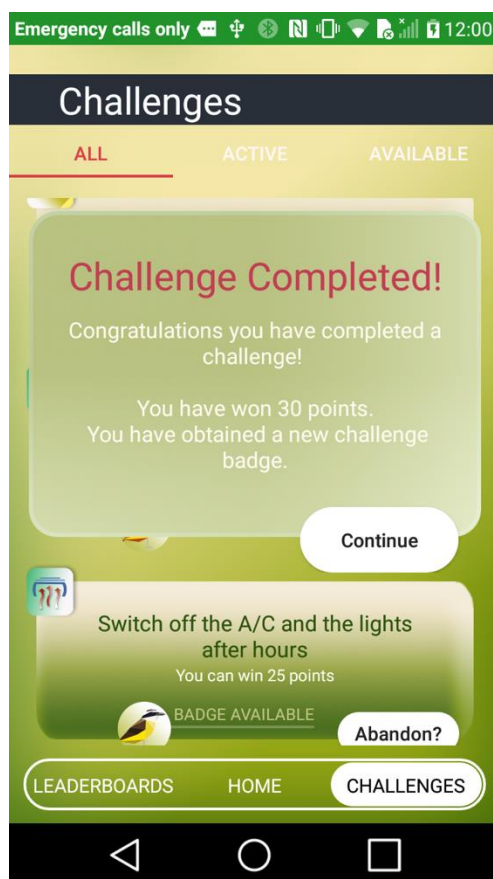 Emergency calls only 12:00
Challenges
ALL ACTIVE AVAILABLE
Challenge Completed!
Congratulations you have completed a
challenge!
You have won 30 points.
You have obtained a new challenge
badge.
Continue
Switch off the A/C and the lights
after hours
You can win 25 points
BADGE AVAILABLE
Abandon?
LEADERBOARDS HOME CHALLENGES